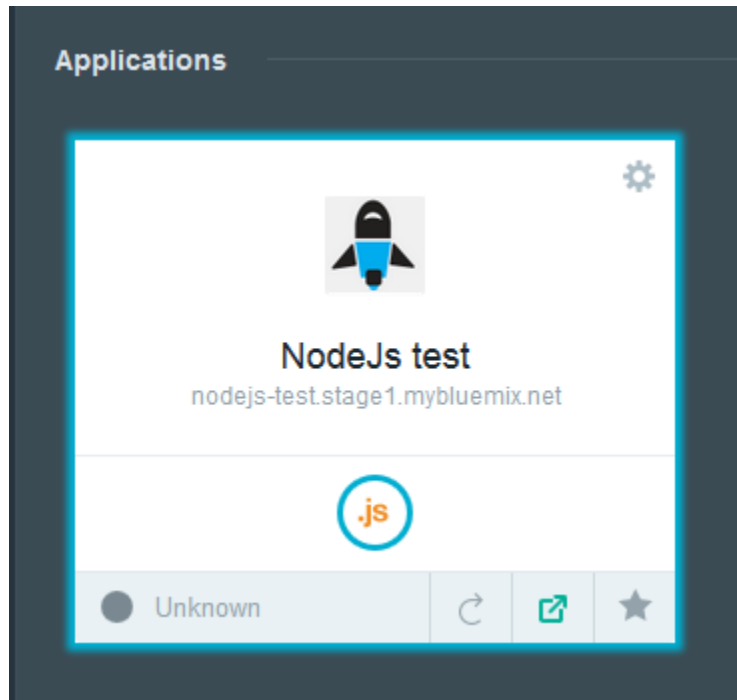 Applications
NodeJs test
nodejs-test.stage1.mybluemix.net
.js
Unknown